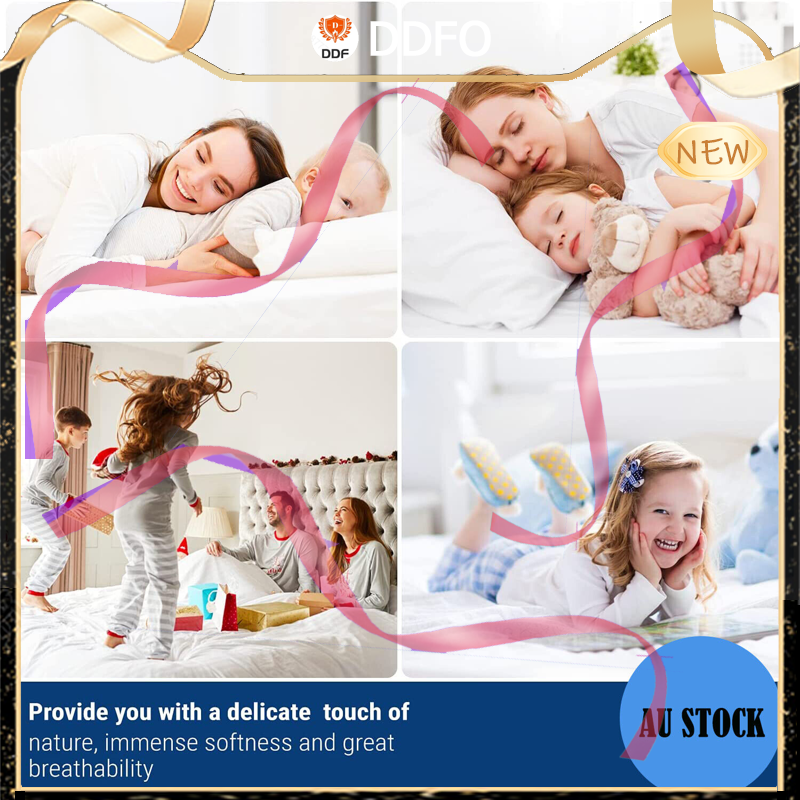 DDF
DDFO
NEW
Provide you with a delicate touch of
nature, immense softness and great
breathability
AU STOCK